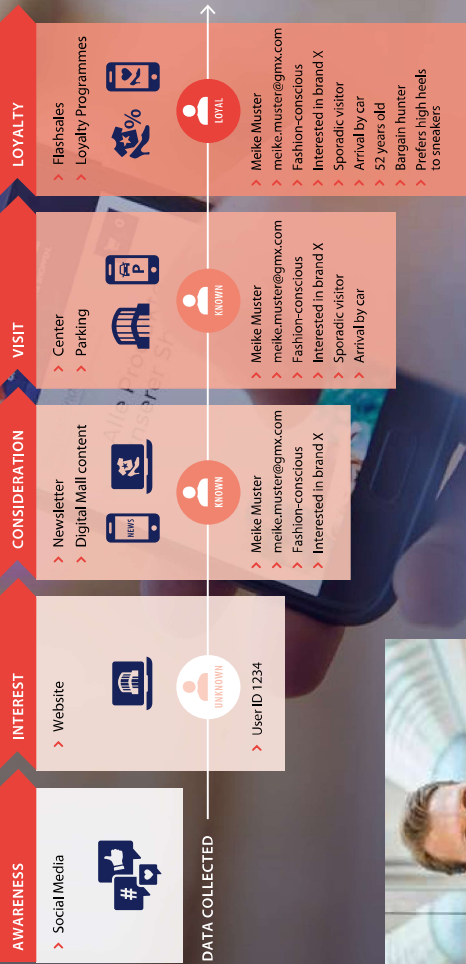 AWARENESS
> Social Media
#
DATA COLLECTED
INTEREST
> Website
UNKNOWN
> User ID 1234
CONSIDERATION
> Newsletter
> Digital Mall content
NEWS
KNOWN
> Meike Muster
> meike.muster@gmx.com
> Fashion-conscious
> Interested in brand X
VISIT
> Center
> Parking
P
KNOWN
> Meike Muster
> meike.muster@gmx.com
> Fashion-conscious
> Interested in brand X
> Sporadic visitor
> Arrival by car
LOYALTY
> Flashsales
> Loyalty Programmes
%
LOYAL
> Meike Muster
> meike.muster@gmx.com
> Fashion-conscious
> Interested in brand X
> Sporadic visitor
> Arrival by car
> 52 years old
> Bargain hunter
> Prefers high heels
to sneakers